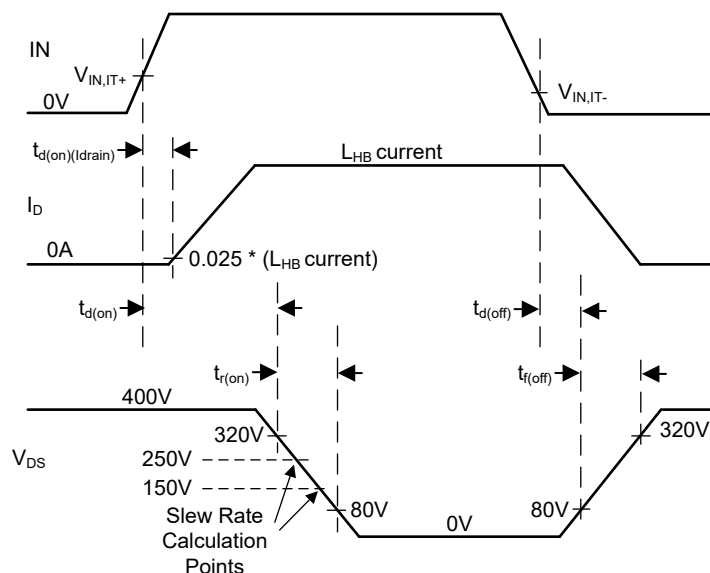 IN
V_IN,IT+
0V
V_IN,IT-
t_d(on)(Idrain)
L_HB current
I_D
0A
0.025 * (L_HB current)
t_d(on)
t_d(off)
t_r(on)
t_f(off)
400V
320V
320V
V_DS
250V
150V
80V
0V
80V
Slew Rate
Calculation
Points